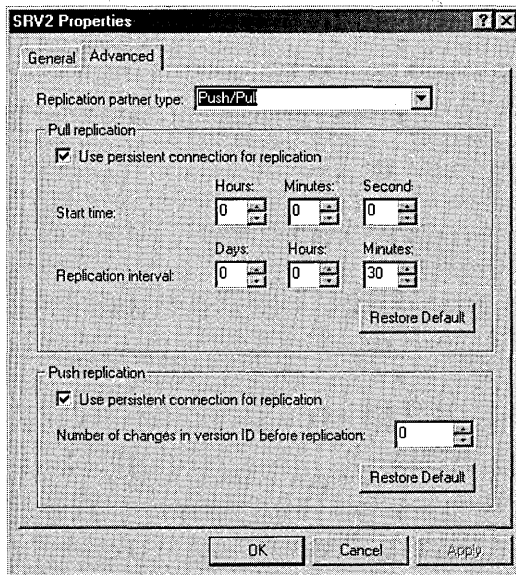 SRV2 Properties
General Advanced
Replication partner type: Push/Pull
Pull replication
Use persistent connection for replication
Hours: Minutes: Second:
Start time: 0 0 0
Days: Hours: Minutes:
Replication interval: 0 0 30
Restore Default
Push replication
Use persistent connection for replication
Number of changes in version ID before replication: 0
Restore Default
OK Cancel Apply